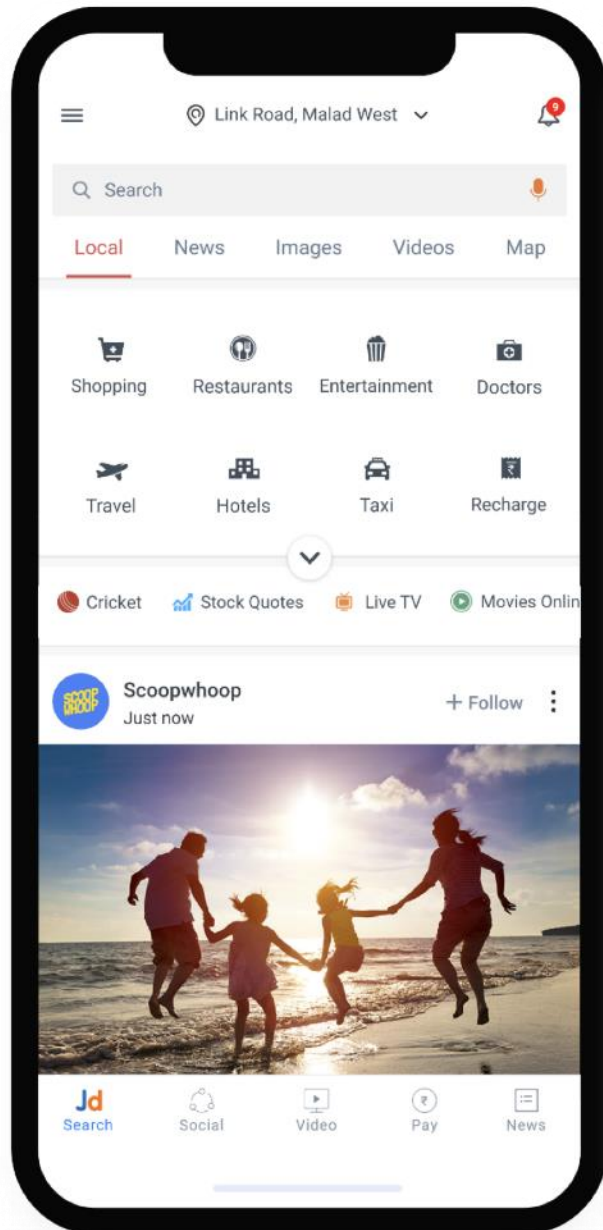 Link Road, Malad West
9
Search
Local News Images Videos Map
Shopping Restaurants Entertainment Doctors
Travel Hotels Taxi Recharge
Cricket Stock Quotes Live TV Movies Onlin
SCOOP
WHOOP
Scoopwhoop
+ Follow
Just now
Jd
Search Social Video Pay News